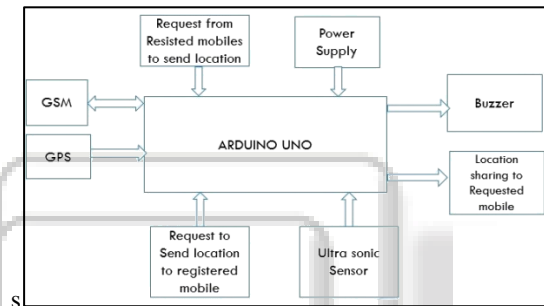 Request from
Resisted mobiles
to send location
Power
Supply
GSM
Buzzer
ARDUINO UNO
GPS
Location
sharing to
Requested
mobile
Request to
Send location
to registered
mobile
Ultra sonic
Sensor
s